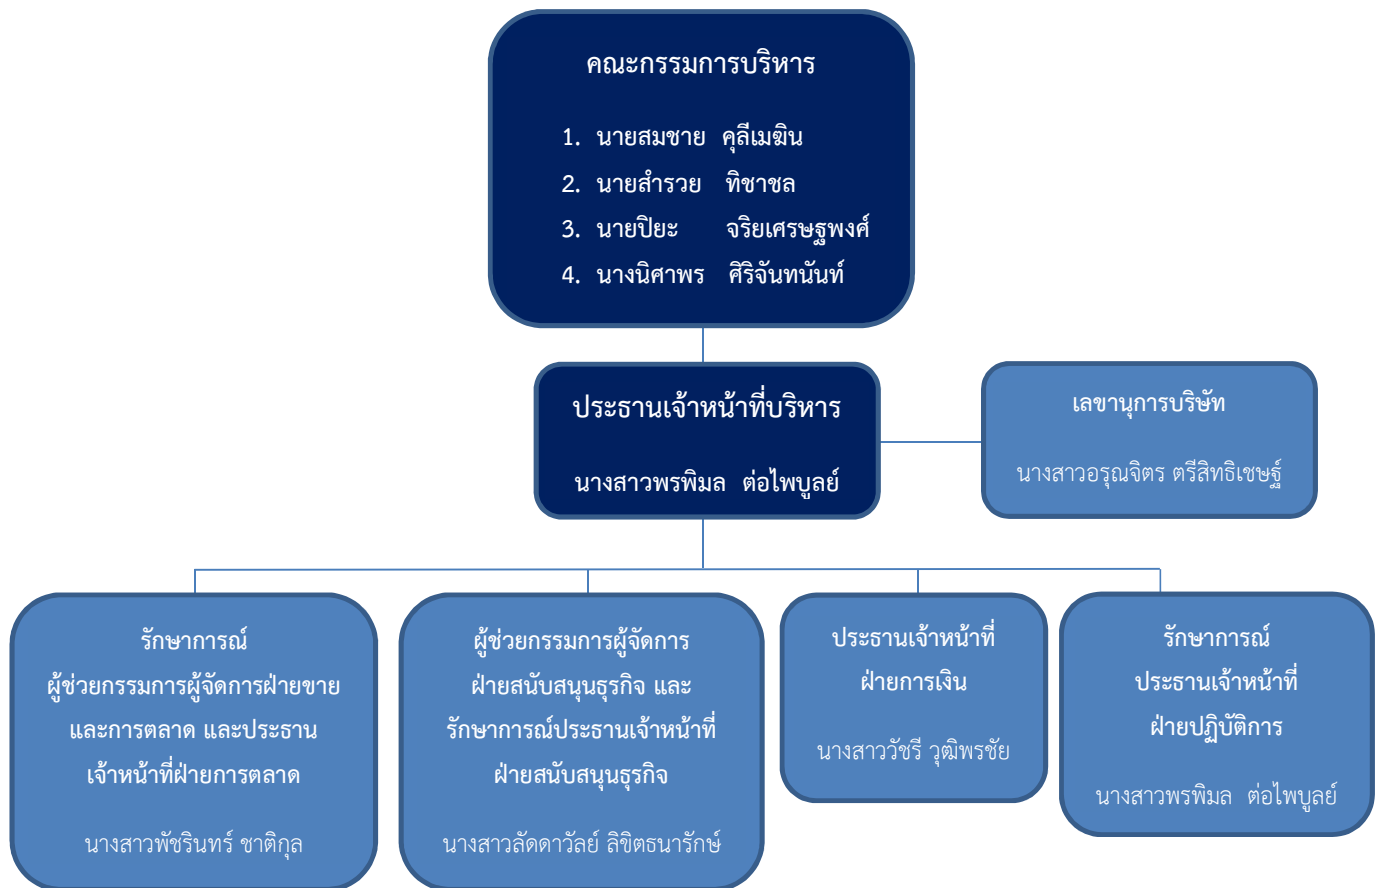 คณะกรรมการบริหาร
1. นายสมชาย คุลีเมฆิน
2. นายสำรวย ทิชาชล
3. นายปิยะ จริยเศรษฐพงศ์
4. นางนิศาพร ศิริจันทนันท์
ประธานเจ้าหน้าที่บริหาร
นางสาวพรพิมล ต่อไพบูลย์
เลขานุการบริษัท
นางสาวอรุณจิตร ตรีสิทธิเชษฐ์
รักษาการณ์
ผู้ช่วยกรรมการผู้จัดการฝ่ายขาย
และการตลาด และประธาน
เจ้าหน้าที่ฝ่ายการตลาด
นางสาวพัชรินทร์ ชาติกุล
ผู้ช่วยกรรมการผู้จัดการ
ฝ่ายสนับสนุนธุรกิจ และ
รักษาการณ์ประธานเจ้าหน้าที่
ฝ่ายสนับสนุนธุรกิจ
นางสาวลัดดาวัลย์ ลิขิตธนารักษ์
ประธานเจ้าหน้าที่
ฝ่ายการเงิน
นางสาววัชรี วุฒิพรชัย
รักษาการณ์
ประธานเจ้าหน้าที่
ฝ่ายปฏิบัติการ
นางสาวพรพิมล ต่อไพบูลย์